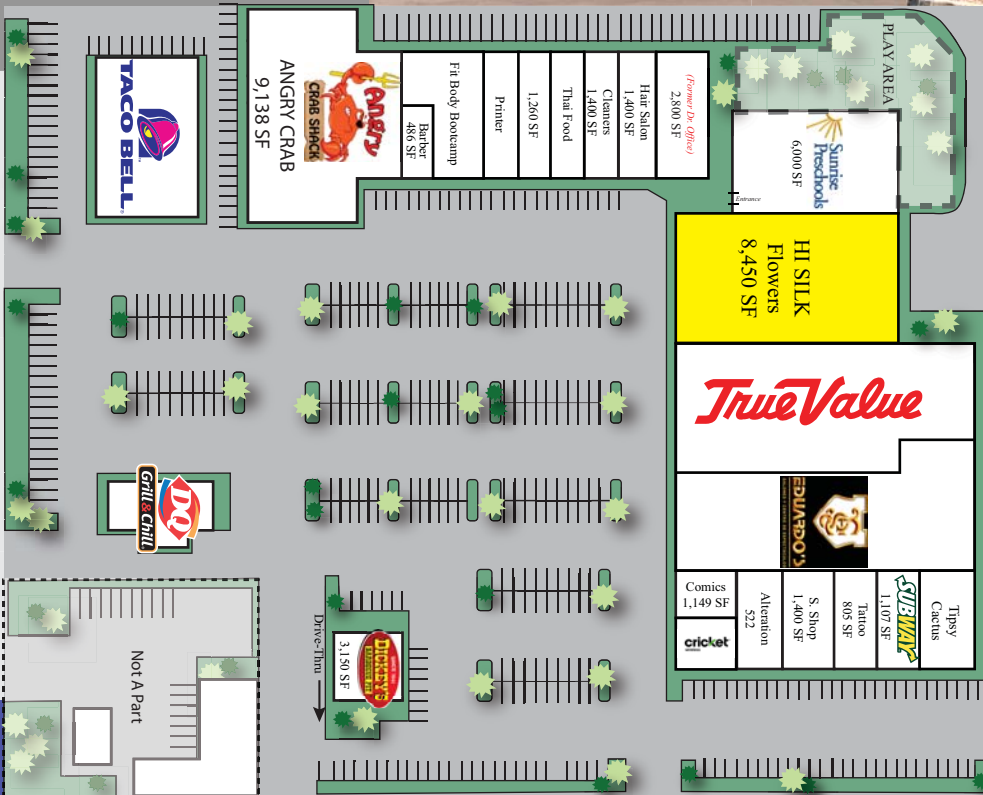 TACO BELL®
ANGRY CRAB
9,138 SF
Angry
CRAB SHACK
Barber
486 SF
Fit Body Bootcamp
Printer
1,260 SF
Thai Food
Cleaners
1,400 SF
Hair Salon
1,400 SF
(Former Dr. Office)
2,800 SF
PLAY AREA
Sunrise
Preschools
6,000 SF
Entrance
HI SILK
Flowers
8,450 SF
True Value
EDUARDO'S
Comics
1,149 SF
cricket
Alteration
522
S. Shop
1,400 SF
Tattoo
805 SF
SUBWAY
1,107 SF
Tipsy
Cactus
DQ
Grill & Chill.
DICKEY'S
BARBECUE PIT
3,150 SF
Drive-Thru
Not A Part